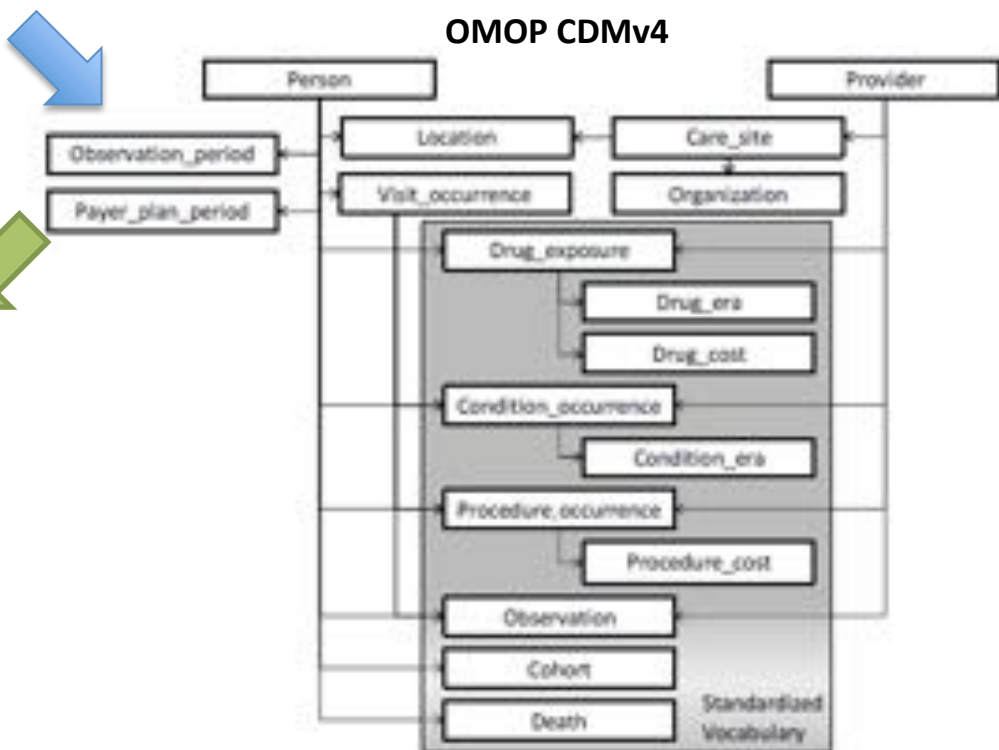 OMOP CDMv4
Person
Provider
Location
Care_site
Observation_period
Visit_occurrence
Organization
Payer_plan_period
Drug_exposure
Drug_era
Drug_cost
Condition_occurrence
Condition_era
Procedure_occurrence
Procedure_cost
Observation
Cohort
Death
Standardized
Vocabulary